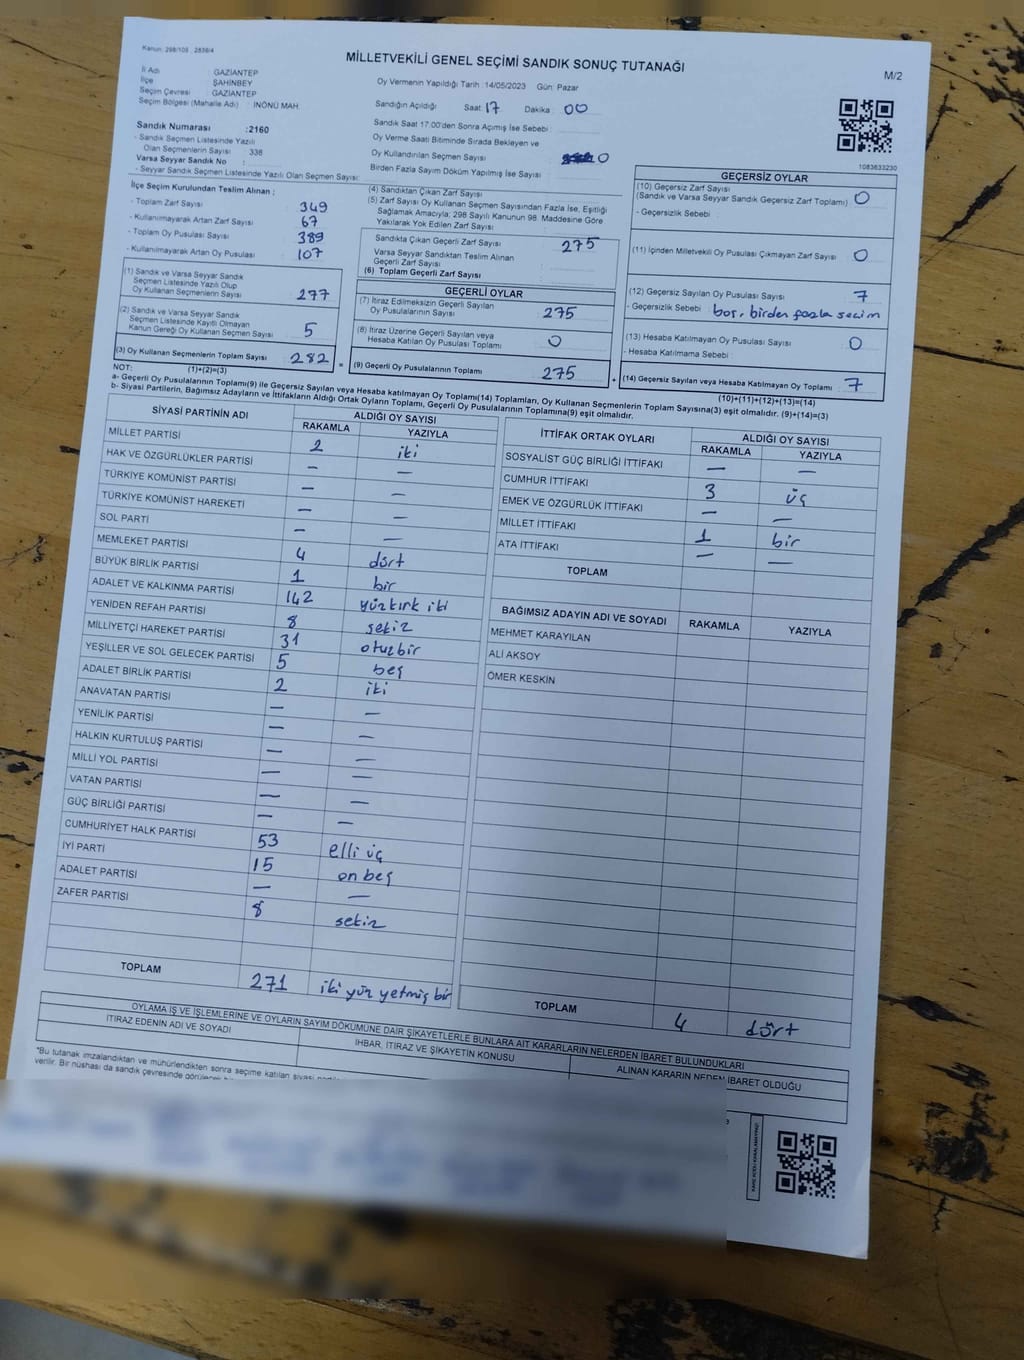 Kanun: 298/105 , 2839/4
MİLLETVEKİLİ GENEL SEÇİMİ SANDIK SONUÇ TUTANAĞI
M/2
İl Adı : GAZİANTEP
İlçe : ŞAHİNBEY
Seçim Çevresi : GAZİANTEP
Seçim Bölgesi (Mahalle Adı) : İNÖNÜ MAH
Sandık Numarası :2160
- Sandık Seçmen Listesinde Yazılı
Olan Seçmenlerin Sayısı : 338
Varsa Seyyar Sandık No :
- Seyyar Sandık Seçmen Listesinde Yazılı Olan Seçmen Sayısı:
Oy Vermenin Yapıldığı Tarih :14/05/2023 Gün: Pazar
Sandığın Açıldığı Saat: 17 Dakika : 00
Sandık Saat 17:00'den Sonra Açımış İse Sebebi :
Oy Verme Saati Bitiminde Sırada Bekleyen ve
Oy Kullandırılan Seçmen Sayısı 0
Birden Fazla Sayım Döküm Yapılmış İse Sayısı :
1083633230
İlçe Seçim Kurulundan Teslim Alınan :
- Toplam Zarf Sayısı : 349
- Kullanılmayarak Artan Zarf Sayısı : 67
- Toplam Oy Pusulası Sayısı : 389
- Kullanılmayarak Artan Oy Pusulası : 107
(4) Sandıktan Çıkan Zarf Sayısı :
(5) Zarf Sayısı Oy Kullanan Seçmen Sayısından Fazla İse, Eşitliği
Sağlamak Amacıyla; 298 Sayılı Kanunun 98. Maddesine Göre
Yakılarak Yok Edilen Zarf Sayısı :
Sandıkta Çıkan Geçerli Zarf Sayısı : 275
Varsa Seyyar Sandıktan Teslim Alınan
Geçerli Zarf Sayısı :
(6) Toplam Geçerli Zarf Sayısı :
GEÇERSİZ OYLAR
(10) Geçersiz Zarf Sayısı
(Sandık ve Varsa Seyyar Sandık Geçersiz Zarf Toplamı) : 0
- Geçersizlik Sebebi :
(11) İçinden Milletvekili Oy Pusulası Çıkmayan Zarf Sayısı : 0
(12) Geçersiz Sayılan Oy Pusulası Sayısı : 7
- Geçersizlik Sebebi : boş, birden fazla seçim
(13) Hesaba Katılmayan Oy Pusulası Sayısı : 0
- Hesaba Katılmama Sebebi :
(14) Geçersiz Sayılan veya Hesaba Katılmayan Oy Toplamı : 7
(10)+(11)+(12)+(13)=(14)
(1) Sandık ve Varsa Seyyar Sandık
Seçmen Listesinde Yazılı Olup
Oy Kullanan Seçmenlerin Sayısı : 277
(2) Sandık ve Varsa Seyyar Sandık
Seçmen Listesinde Kayıtlı Olmayan
Kanun Gereği Oy Kullanan Seçmen Sayısı : 5
(3) Oy Kullanan Seçmenlerin Toplam Sayısı : 282 =
(1)+(2)=(3)
GEÇERLİ OYLAR
(7) İtiraz Edilmeksizin Geçerli Sayılan
Oy Pusulalarının Sayısı : 275
(8) İtiraz Üzerine Geçerli Sayılan veya
Hesaba Katılan Oy Pusulası Toplamı : 0
(9) Geçerli Oy Pusulalarının Toplamı : 275 +
NOT:
a- Geçerli Oy Pusulalarının Toplamı(9) ile Geçersiz Sayılan veya Hesaba katılmayan Oy Toplamı(14) Toplamları, Oy Kullanan Seçmenlerin Toplam Sayısına(3) eşit olmalıdır. (9)+(14)=(3)
b- Siyasi Partilerin, Bağımsız Adayların ve İttifakların Aldığı Ortak Oyların Toplamı, Geçerli Oy Pusulalarının Toplamına(9) eşit olmalıdır.
SİYASİ PARTİNİN ADI ALDIĞI OY SAYISI
RAKAMLA YAZIYLA
MİLLET PARTİSİ 2 iki
HAK VE ÖZGÜRLÜKLER PARTİSİ — —
TÜRKİYE KOMÜNİST PARTİSİ — —
TÜRKİYE KOMÜNİST HAREKETİ — —
SOL PARTİ — —
MEMLEKET PARTİSİ 4 dört
BÜYÜK BİRLİK PARTİSİ 1 bir
ADALET VE KALKINMA PARTİSİ 142 yüzkırk iki
YENİDEN REFAH PARTİSİ 8 sekiz
MİLLİYETÇİ HAREKET PARTİSİ 31 otuzbir
YEŞİLLER VE SOL GELECEK PARTİSİ 5 beş
ADALET BİRLİK PARTİSİ 2 iki
ANAVATAN PARTİSİ — —
YENİLİK PARTİSİ — —
HALKIN KURTULUŞ PARTİSİ — —
MİLLİ YOL PARTİSİ — —
VATAN PARTİSİ — —
GÜÇ BİRLİĞİ PARTİSİ — —
CUMHURİYET HALK PARTİSİ 53 elli üç
İYİ PARTİ 15 on beş
ADALET PARTİSİ — —
ZAFER PARTİSİ 8 sekiz
TOPLAM 271 iki yüz yetmiş bir
İTTİFAK ORTAK OYLARI ALDIĞI OY SAYISI
RAKAMLA YAZIYLA
SOSYALİST GÜÇ BİRLİĞİ İTTİFAKI — —
CUMHUR İTTİFAKI 3 üç
EMEK VE ÖZGÜRLÜK İTTİFAKI — —
MİLLET İTTİFAKI 1 bir
ATA İTTİFAKI — —
TOPLAM
BAĞIMSIZ ADAYIN ADI VE SOYADI RAKAMLA YAZIYLA
MEHMET KARAYILAN
ALİ AKSOY
ÖMER KESKİN
TOPLAM 4 dört
OYLAMA İŞ VE İŞLEMLERİNE VE OYLARIN SAYIM DÖKÜMÜNE DAİR ŞİKAYETLERLE BUNLARA AİT KARARLARIN NELERDEN İBARET BULUNDUKLARI
İTİRAZ EDENİN ADI VE SOYADI İHBAR, İTİRAZ VE ŞİKAYETİN KONUSU ALINAN KARARIN NEDEN İBARET OLDUĞU
*Bu tutanak imzalandıktan ve mühürlendikten sonra seçime katılan siyasi
verilir. Bir nüshası da sandık çevresinde